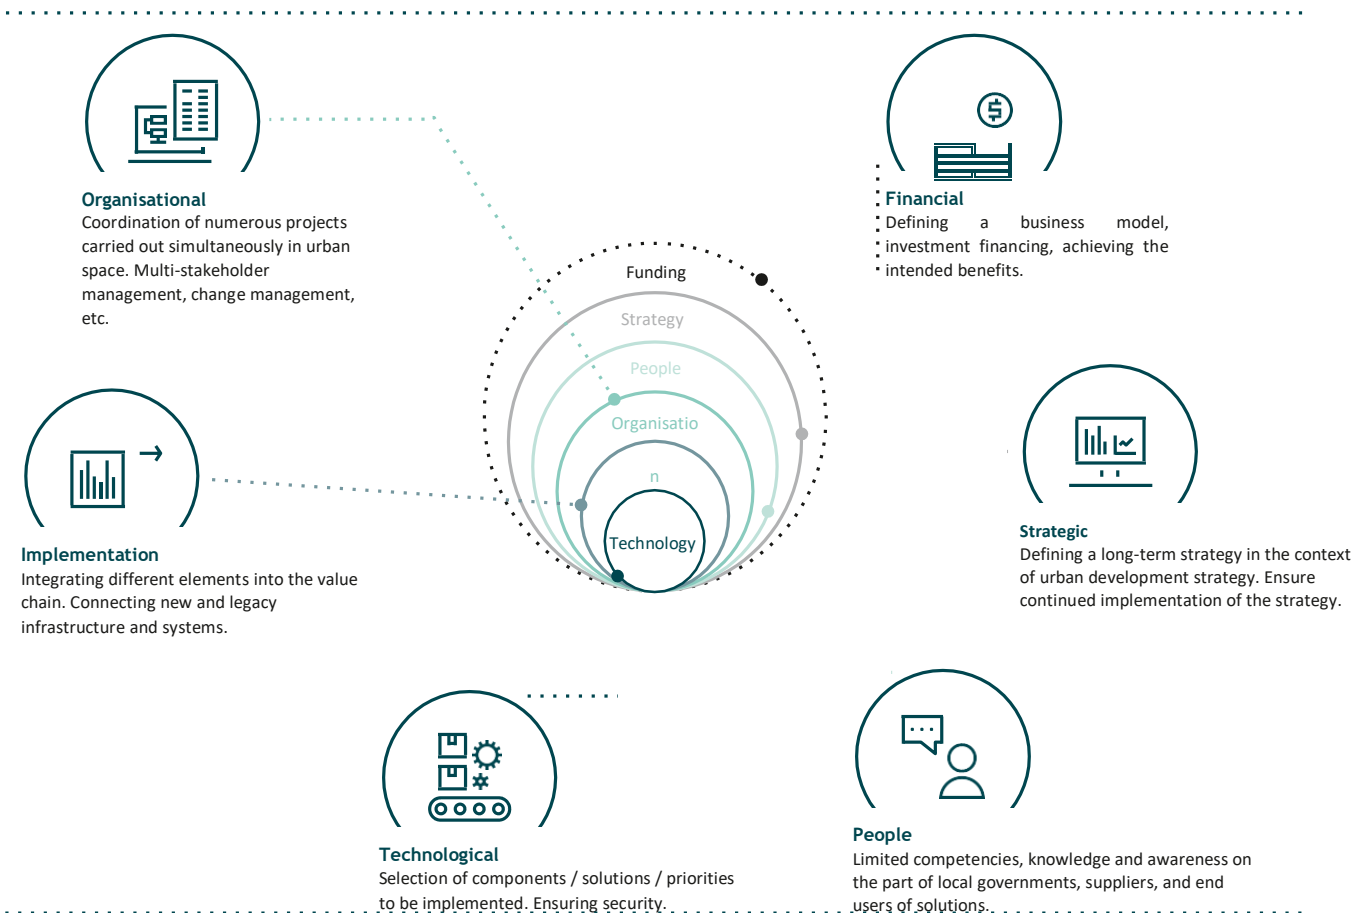 Organisational
Coordination of numerous projects
carried out simultaneously in urban
space. Multi-stakeholder
management, change management,
etc.
Financial
Defining a business model,
investment financing, achieving the
intended benefits.
Funding
Strategy
People
Organisatio
n
Technology
Implementation
Integrating different elements into the value
chain. Connecting new and legacy
infrastructure and systems.
Strategic
Defining a long-term strategy in the context
of urban development strategy. Ensure
continued implementation of the strategy.
Technological
Selection of components / solutions / priorities
to be implemented. Ensuring security.
People
Limited competencies, knowledge and awareness on
the part of local governments, suppliers, and end
users of solutions.